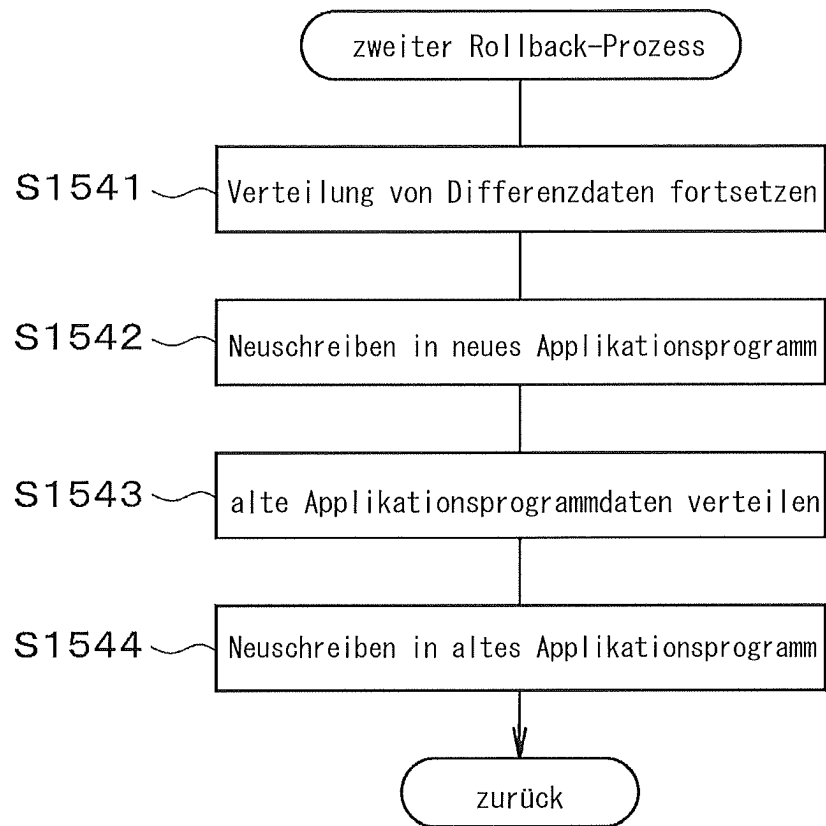 zweiter Rollback-Prozess
S1541
Verteilung von Differenzdaten fortsetzen
S1542
Neuschreiben in neues Applikationsprogramm
S1543
alte Applikationsprogrammdaten verteilen
S1544
Neuschreiben in altes Applikationsprogramm
zurück